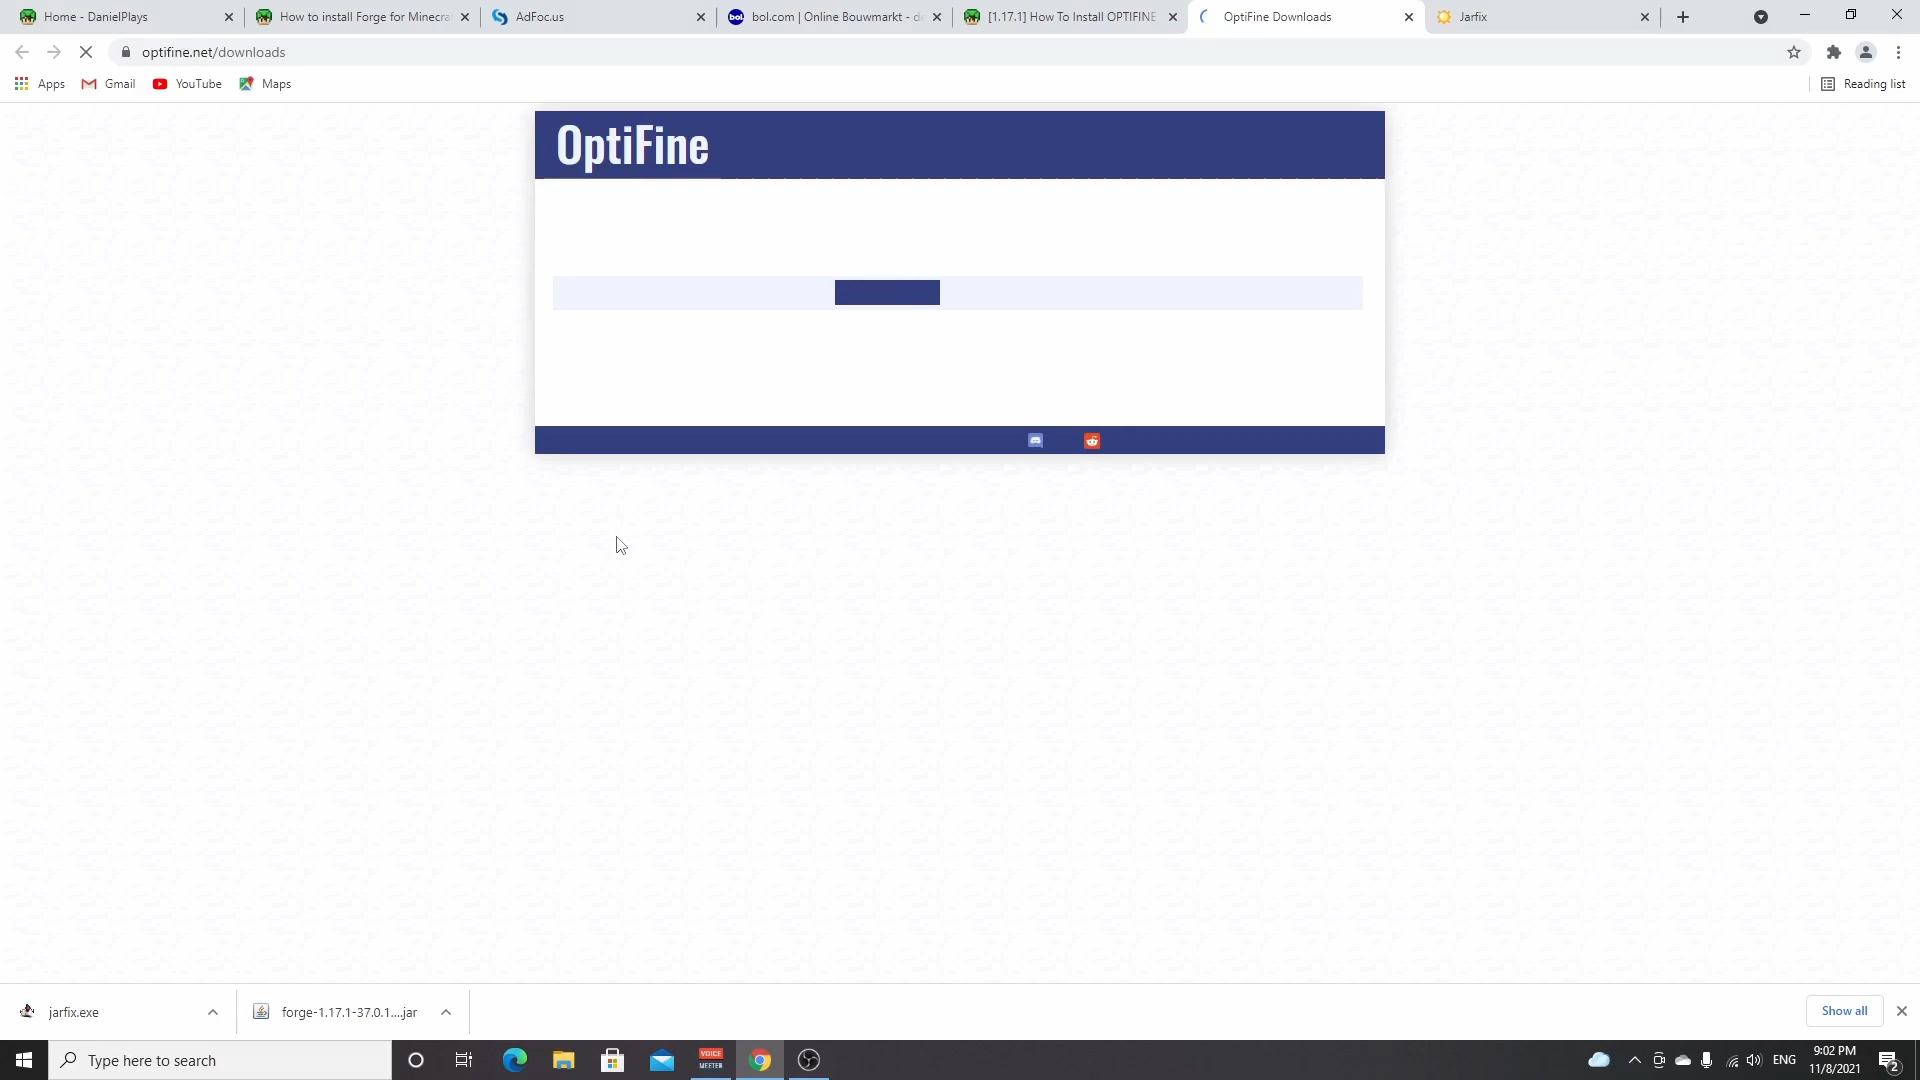 Home - DanielPlays
How to install Forge for Minecra
AdFoc.us
bol.com | Online Bouwmarkt - d
[1.17.1] How To Install OPTIFINE
OptiFine Downloads
Jarfix
optifine.net/downloads
Apps
Gmail
YouTube
Maps
Reading list
OptiFine
jarfix.exe
forge-1.17.1-37.0.1....jar
Show all
Type here to search
VOICE
MEETER
ENG
9:02 PM
11/8/2021
2